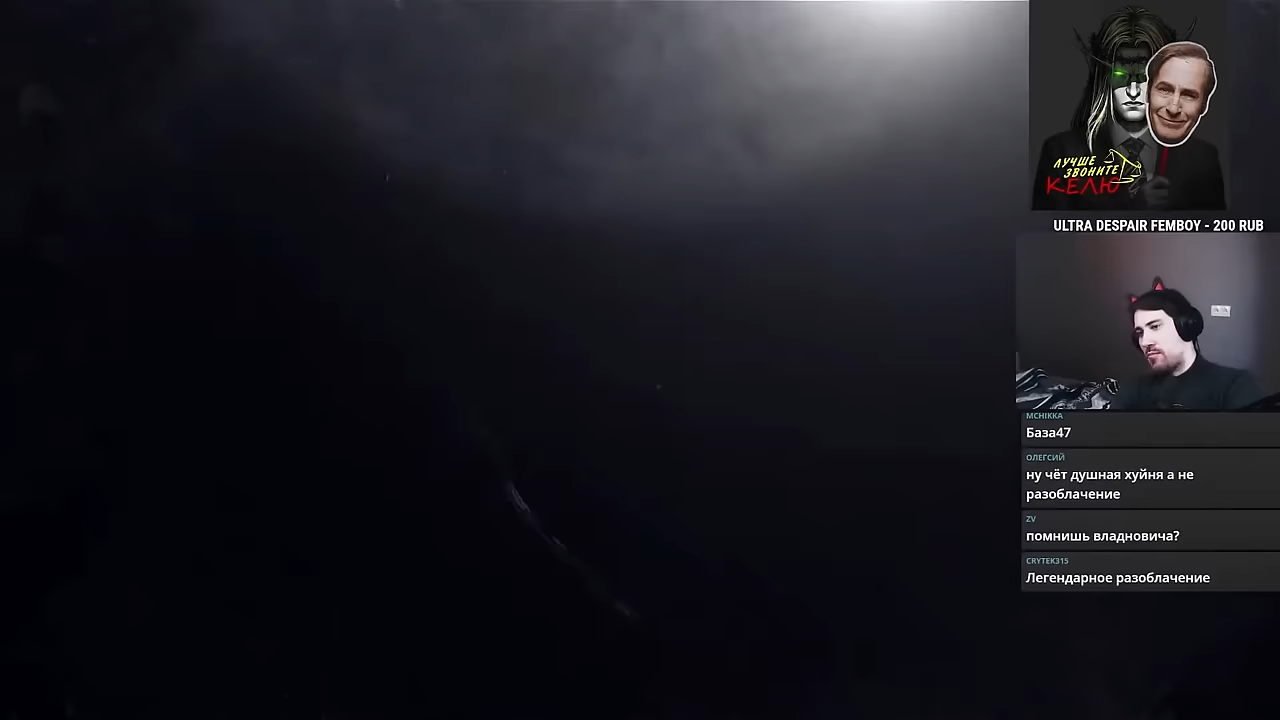 ЛУЧШЕ
ЗВОНИТЕ
КЕЛЮ
ULTRA DESPAIR FEMBOY - 200 RUB
MCHIKKA
База47
ОЛЕГСИЙ
ну чёт душная хуйня а не
разоблачение
ZV
помнишь владновича?
CRYTEK315
Легендарное разоблачение